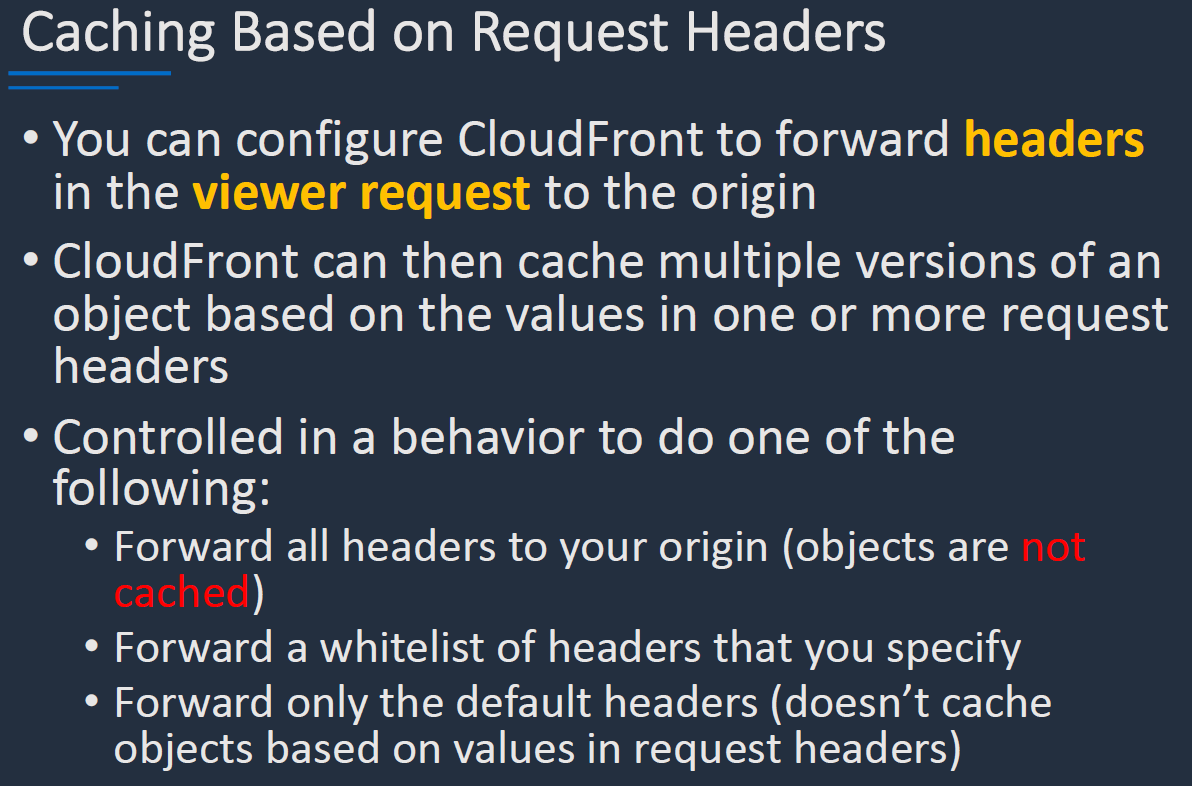 Caching Based on Request Headers
• You can configure CloudFront to forward headers
in the viewer request to the origin
• CloudFront can then cache multiple versions of an
object based on the values in one or more request
headers
• Controlled in a behavior to do one of the
following:
• Forward all headers to your origin (objects are not
cached)
• Forward a whitelist of headers that you specify
• Forward only the default headers (doesn’t cache
objects based on values in request headers)